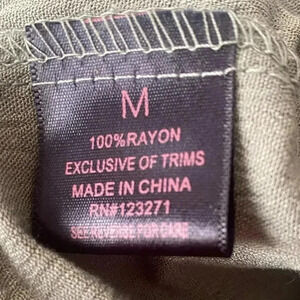 M
100%RAYON
EXCLUSIVE OF TRIMS
MADE IN CHINA
RN#123271
SEE REVERSE FOR CARE